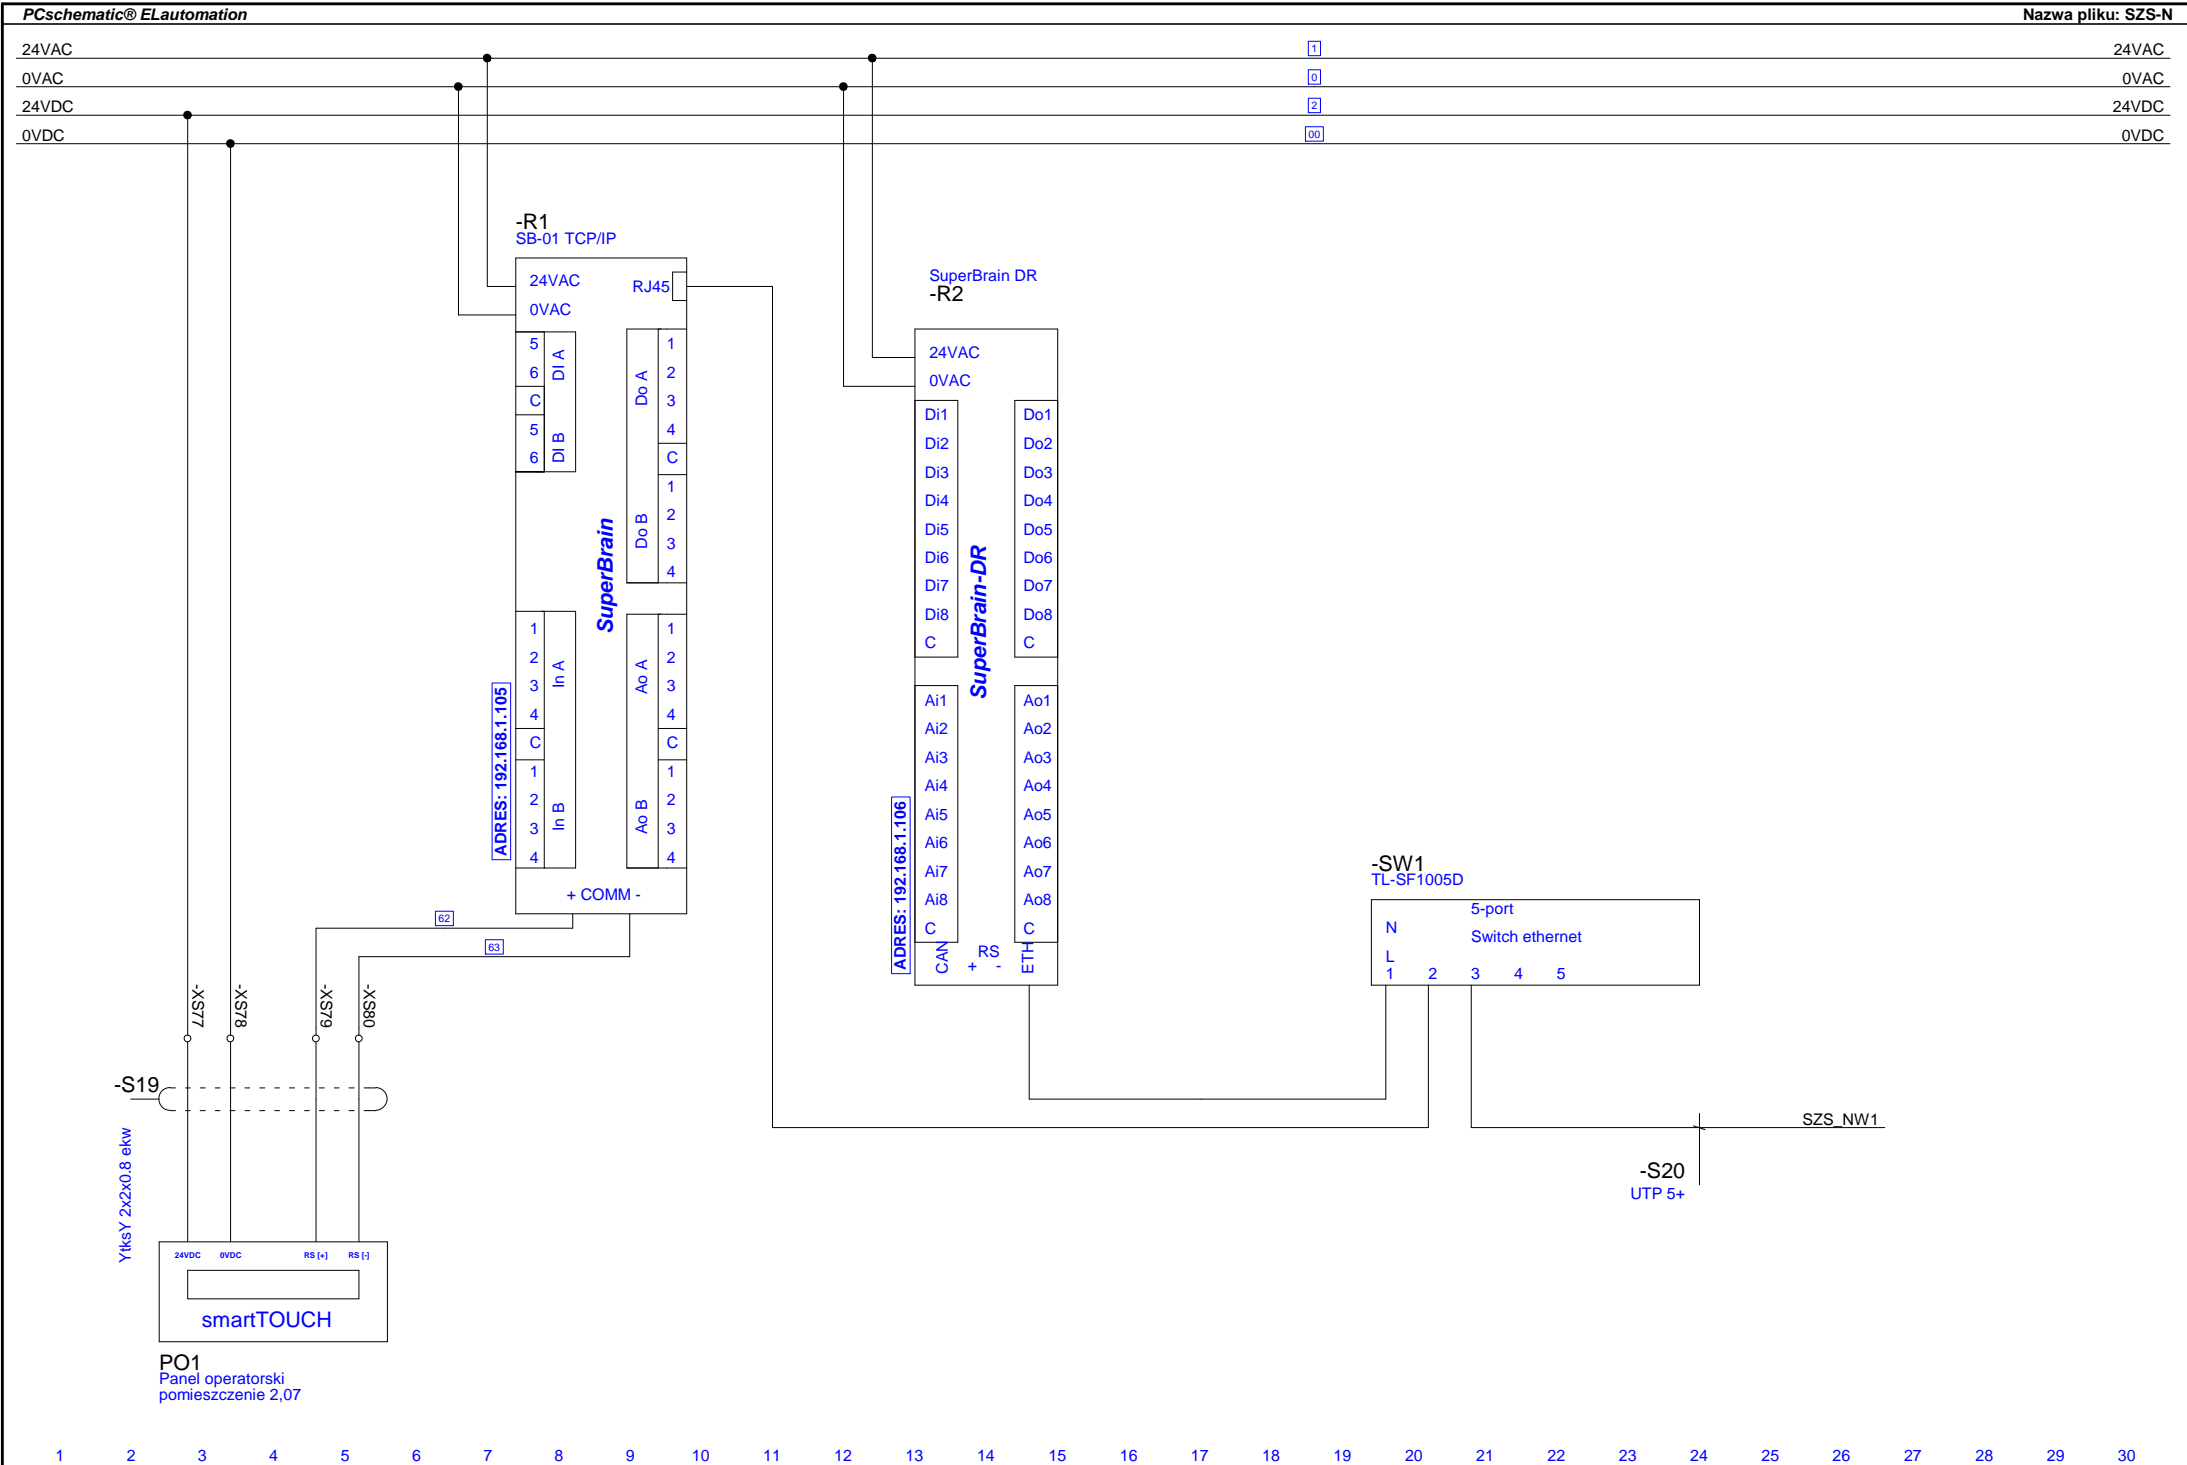 PCschematic® ELautomation
Nazwa pliku: SZS-N
24VAC 1 24VAC
0VAC 0 0VAC
24VDC 2 24VDC
0VDC 00 0VDC
-R1
SB-01 TCP/IP
24VAC
RJ45
0VAC
5
6
C
5
6
DI A
DI B
Do A
Do B
1
2
3
4
C
1
2
3
4
SuperBrain
1
2
3
4
C
1
2
3
4
In A
In B
Ao A
Ao B
1
2
3
4
C
1
2
3
4
ADRES: 192.168.1.105
+ COMM -
62
63
SuperBrain DR
-R2
24VAC
0VAC
Di1
Di2
Di3
Di4
Di5
Di6
Di7
Di8
C
Do1
Do2
Do3
Do4
Do5
Do6
Do7
Do8
C
SuperBrain-DR
Ai1
Ai2
Ai3
Ai4
Ai5
Ai6
Ai7
Ai8
C
Ao1
Ao2
Ao3
Ao4
Ao5
Ao6
Ao7
Ao8
C
ADRES: 192.168.1.106
CAN
RS
+ -
ETH
-SW1
TL-SF1005D
5-port
Switch ethernet
N
L
1 2 3 4 5
-XS77
-XS78
-XS79
-XS80
-S19
YtksY 2x2x0.8 ekw
SZS_NW1
-S20
UTP 5+
24VDC 0VDC RS [+] RS [-]
smartTOUCH
PO1
Panel operatorski
pomieszczenie 2,07
1 2 3 4 5 6 7 8 9 10 11 12 13 14 15 16 17 18 19 20 21 22 23 24 25 26 27 28 29 30